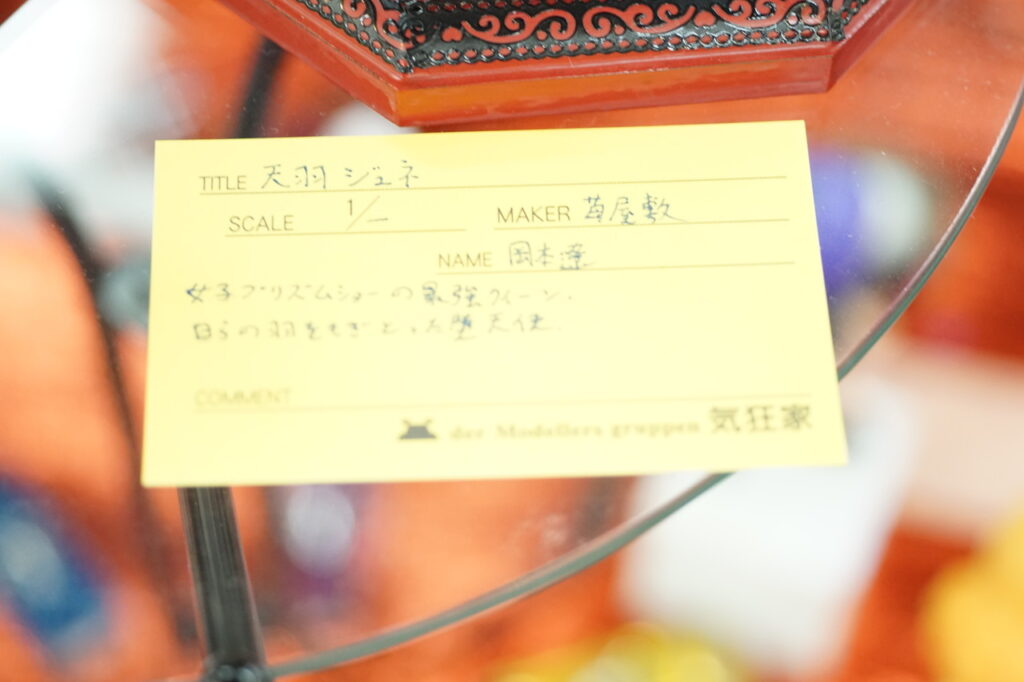 TITLE 天羽ジュネ
SCALE 1/—
MAKER 苺屋敷
NAME 岡本遼
女子プリズムショーの最強クィーン.
自らの羽をもぎとった堕天使.
COMMENT
der Modellers gruppen 気狂家